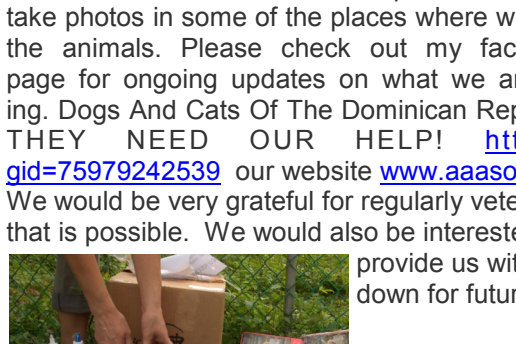 take photos in some of the places where w
the animals. Please check out my fac
page for ongoing updates on what we ar
ing. Dogs And Cats Of The Dominican Rep
THEY NEED OUR HELP! htt
gid=75979242539 our website www.aaaso
We would be very grateful for regularly vete
that is possible. We would also be intereste
provide us wit
down for futur